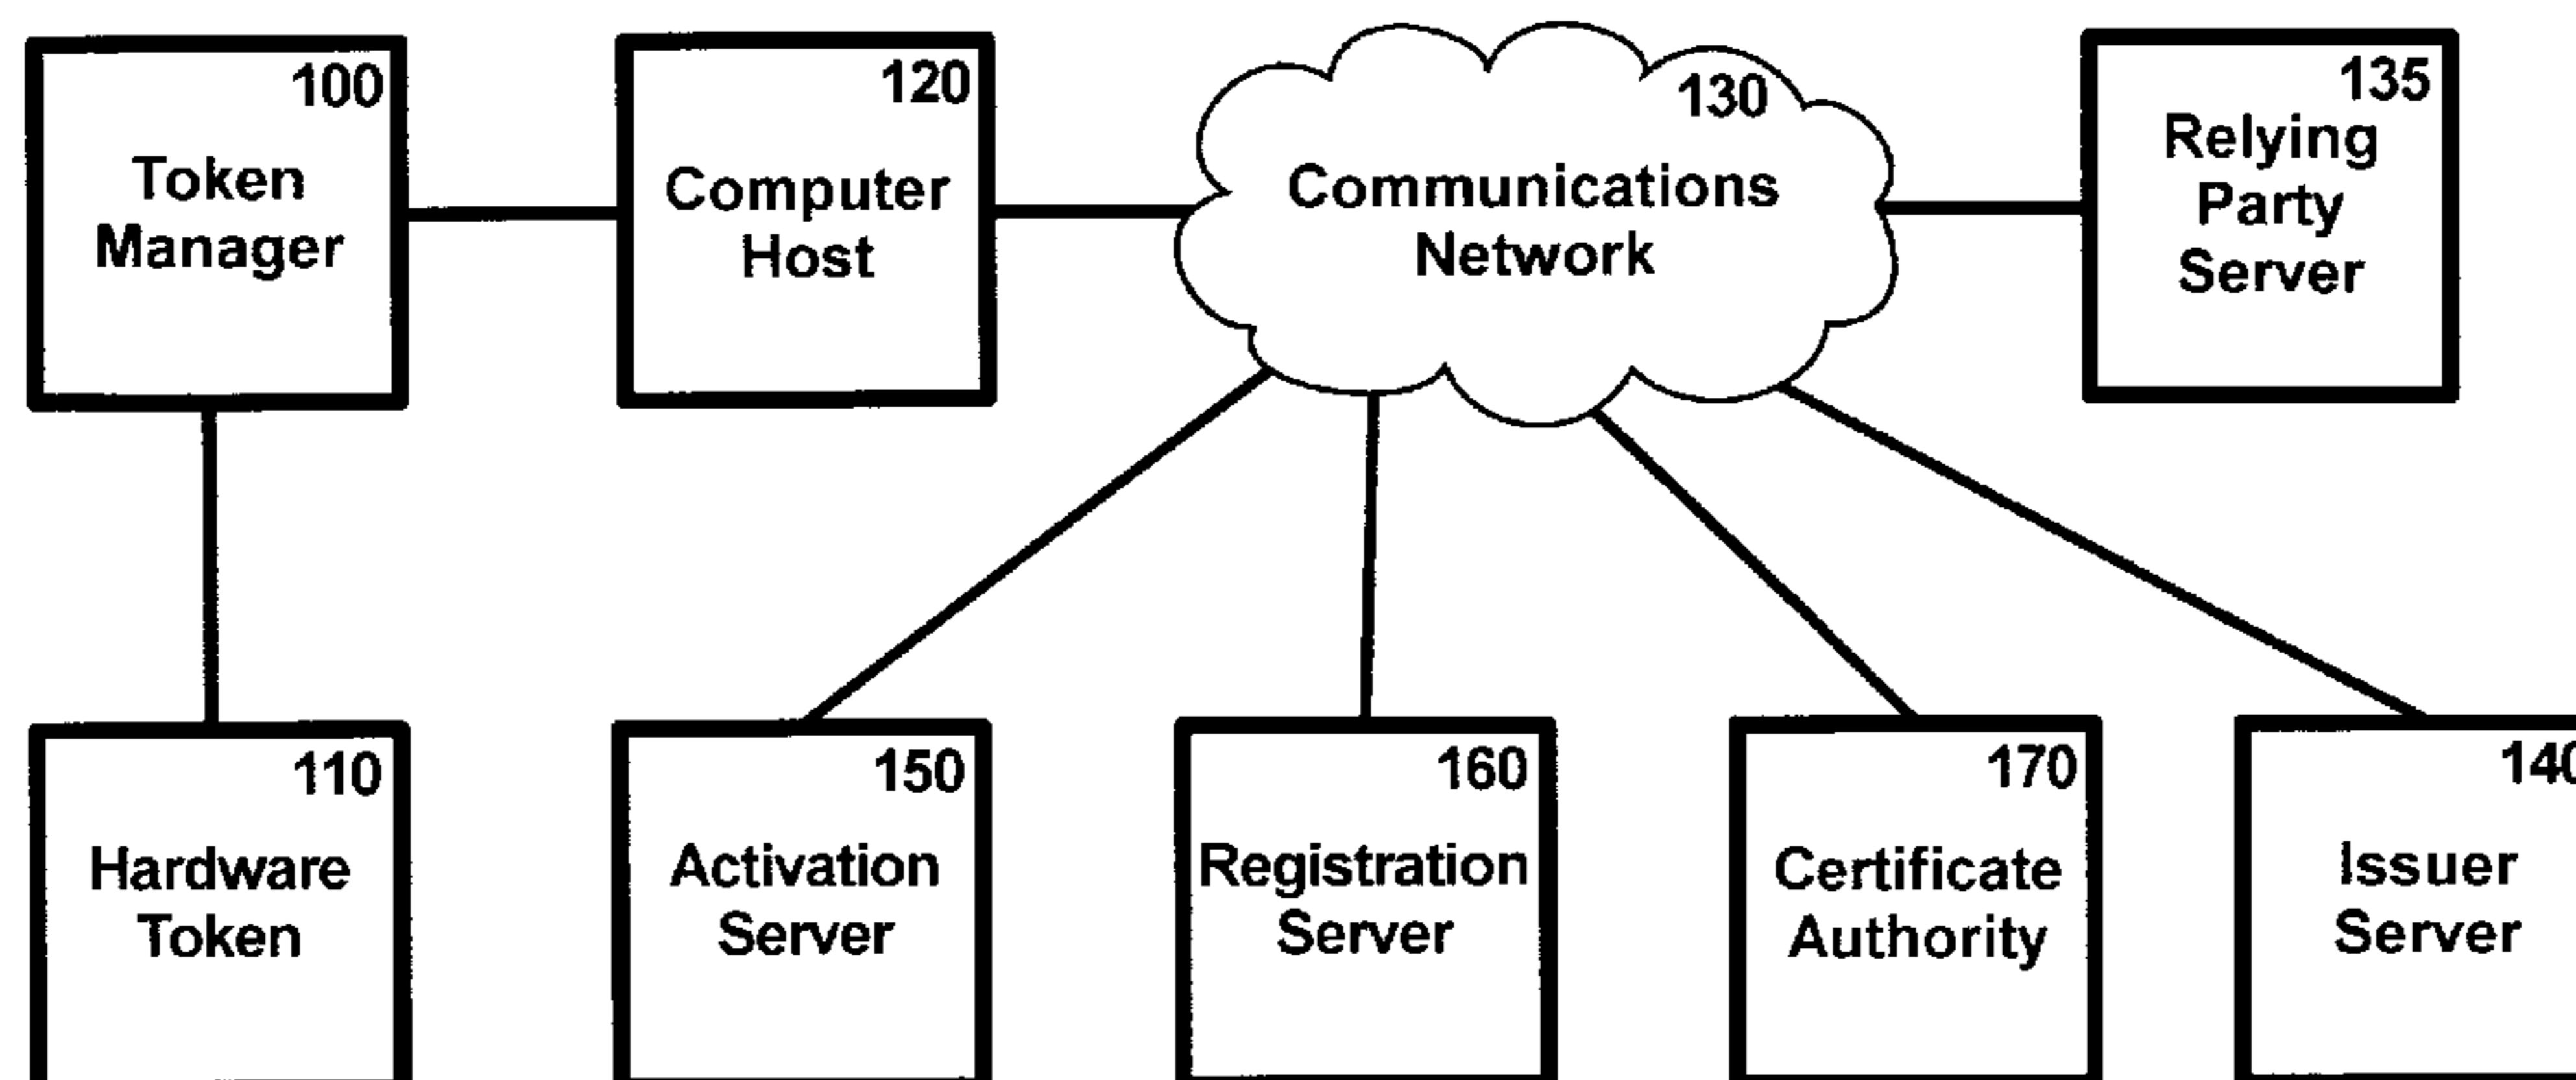 100
Token
Manager
120
Computer
Host
130
Communications
Network
135
Relying
Party
Server
110
Hardware
Token
150
Activation
Server
160
Registration
Server
170
Certificate
Authority
140
Issuer
Server